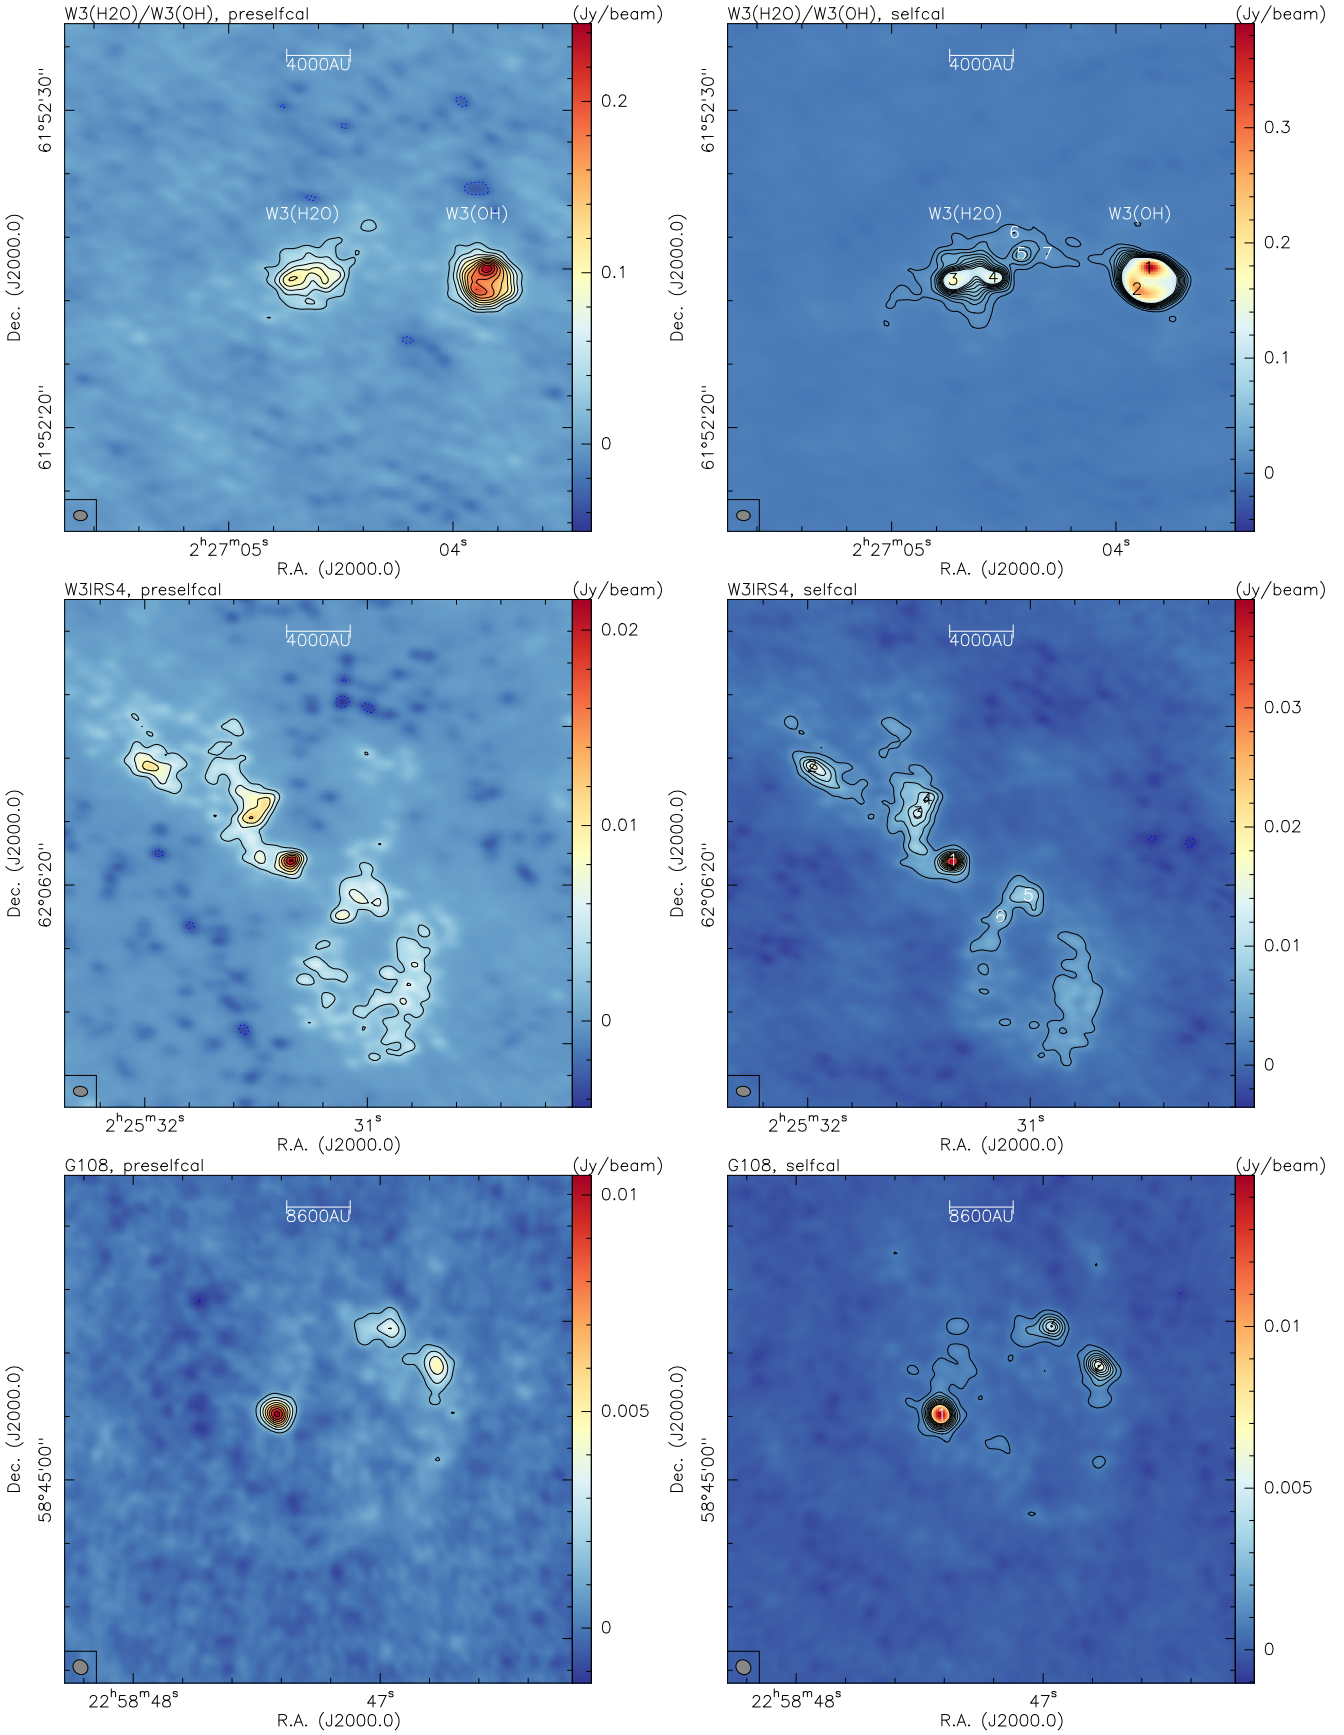 W3(H2O)/W3(OH), preselfcal
(Jy/beam)
4000AU
W3(H2O)
W3(OH)
0.2
0.1
0
61°52'30''
61°52'20''
Dec. (J2000.0)
2h27m05s
04s
R.A. (J2000.0)
W3(H2O)/W3(OH), selfcal
(Jy/beam)
4000AU
W3(H2O)
W3(OH)
6
5
7
3
4
1
2
0.3
0.2
0.1
0
61°52'30''
61°52'20''
Dec. (J2000.0)
2h27m05s
04s
R.A. (J2000.0)
W3IRS4, preselfcal
(Jy/beam)
4000AU
0.02
0.01
0
62°06'20''
Dec. (J2000.0)
2h25m32s
31s
R.A. (J2000.0)
W3IRS4, selfcal
(Jy/beam)
4000AU
2
4
3
1
5
6
0.03
0.02
0.01
0
62°06'20''
Dec. (J2000.0)
2h25m32s
31s
R.A. (J2000.0)
G108, preselfcal
(Jy/beam)
8600AU
0.01
0.005
0
58°45'00''
Dec. (J2000.0)
22h58m48s
47s
R.A. (J2000.0)
G108, selfcal
(Jy/beam)
8600AU
1
0.01
0.005
0
58°45'00''
Dec. (J2000.0)
22h58m48s
47s
R.A. (J2000.0)